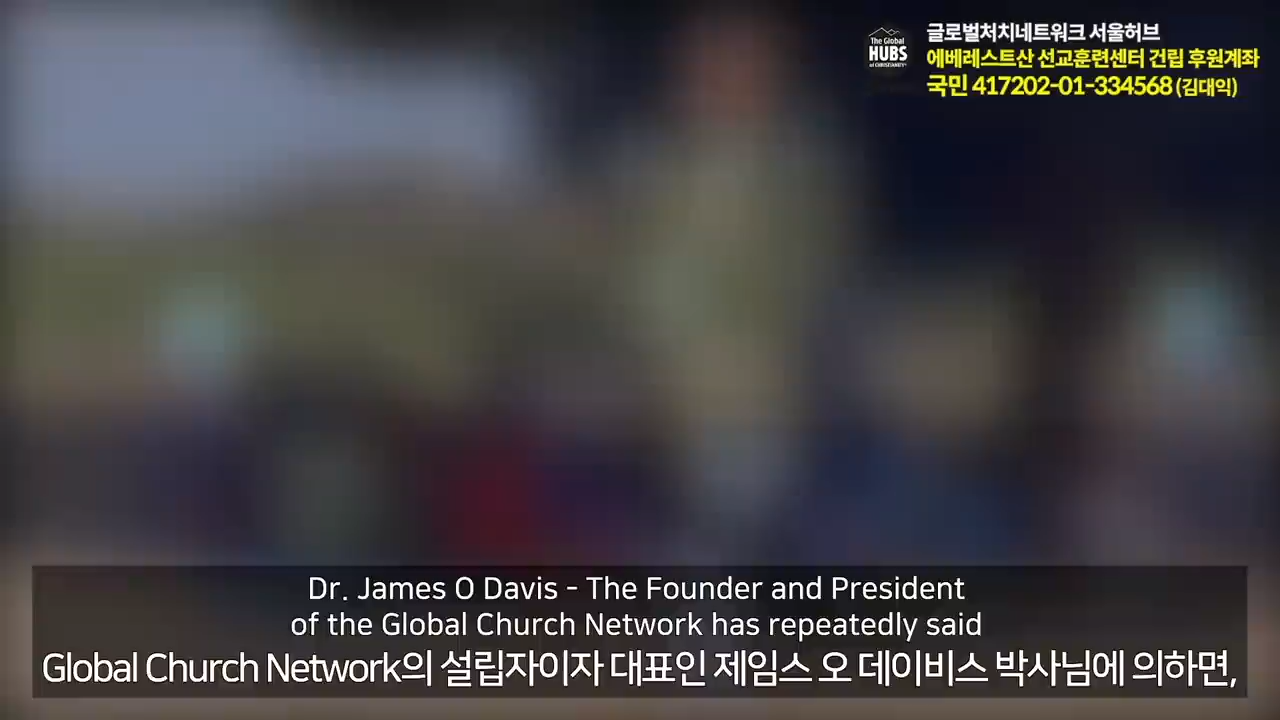 The Global
HUBS
of CHRISTIANITY
글로벌처치네트워크 서울허브
에베레스트산 선교훈련센터 건립 후원계좌
국민 417202-01-334568 (김대익)
Dr. James O Davis - The Founder and President
of the Global Church Network has repeatedly said
Global Church Network의 설립자이자 대표인 제임스 오 데이비스 박사님에 의하면,